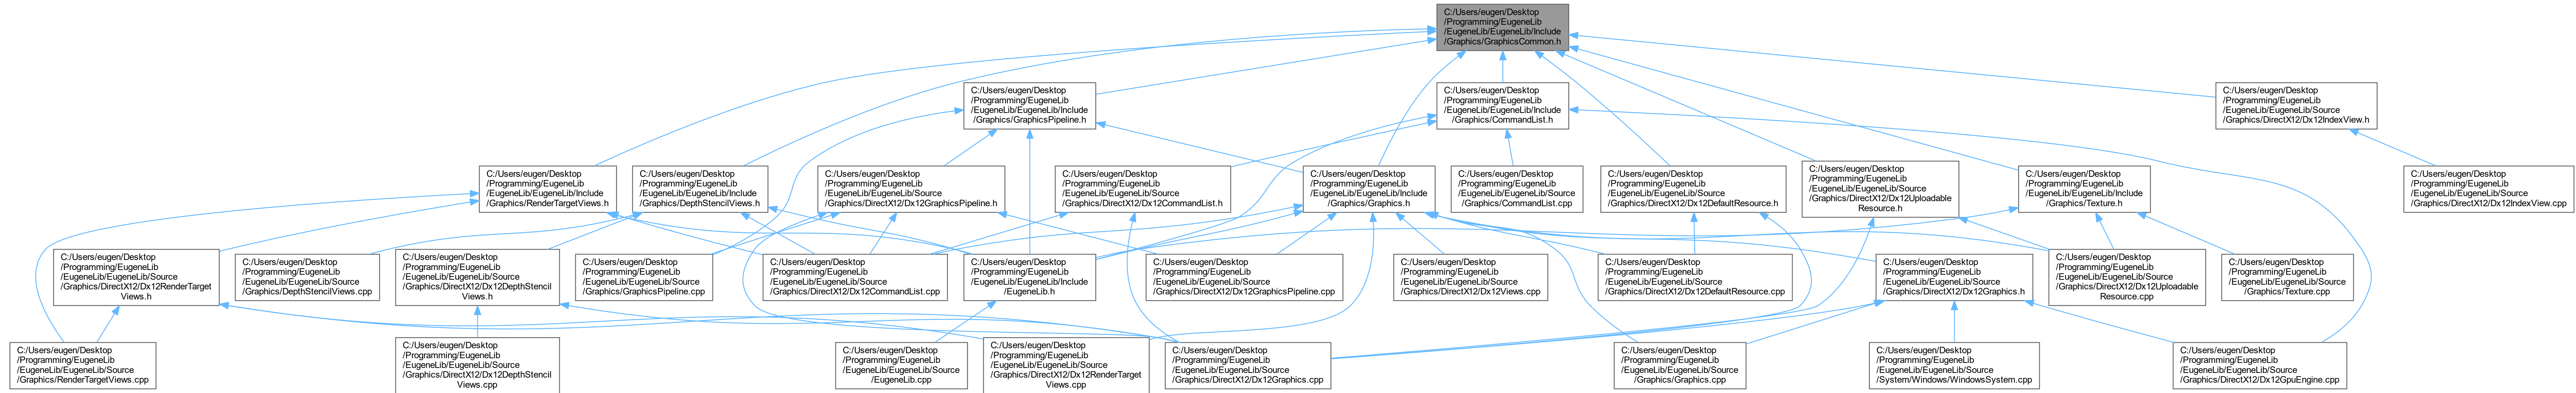 C:/Users/eugen/Desktop
/Programming/EugeneLib
/EugeneLib/EugeneLib/Include
/Graphics/GraphicsCommon.h
C:/Users/eugen/Desktop
/Programming/EugeneLib
/EugeneLib/EugeneLib/Include
/Graphics/GraphicsPipeline.h
C:/Users/eugen/Desktop
/Programming/EugeneLib
/EugeneLib/EugeneLib/Include
/Graphics/CommandList.h
C:/Users/eugen/Desktop
/Programming/EugeneLib
/EugeneLib/EugeneLib/Source
/Graphics/DirectX12/Dx12IndexView.h
C:/Users/eugen/Desktop
/Programming/EugeneLib
/EugeneLib/EugeneLib/Include
/Graphics/RenderTargetViews.h
C:/Users/eugen/Desktop
/Programming/EugeneLib
/EugeneLib/EugeneLib/Include
/Graphics/DepthStencilViews.h
C:/Users/eugen/Desktop
/Programming/EugeneLib
/EugeneLib/EugeneLib/Source
/Graphics/DirectX12/Dx12GraphicsPipeline.h
C:/Users/eugen/Desktop
/Programming/EugeneLib
/EugeneLib/EugeneLib/Source
/Graphics/DirectX12/Dx12CommandList.h
C:/Users/eugen/Desktop
/Programming/EugeneLib
/EugeneLib/EugeneLib/Include
/Graphics/Graphics.h
C:/Users/eugen/Desktop
/Programming/EugeneLib
/EugeneLib/EugeneLib/Source
/Graphics/CommandList.cpp
C:/Users/eugen/Desktop
/Programming/EugeneLib
/EugeneLib/EugeneLib/Source
/Graphics/DirectX12/Dx12DefaultResource.h
C:/Users/eugen/Desktop
/Programming/EugeneLib
/EugeneLib/EugeneLib/Source
/Graphics/DirectX12/Dx12Uploadable
Resource.h
C:/Users/eugen/Desktop
/Programming/EugeneLib
/EugeneLib/EugeneLib/Include
/Graphics/Texture.h
C:/Users/eugen/Desktop
/Programming/EugeneLib
/EugeneLib/EugeneLib/Source
/Graphics/DirectX12/Dx12IndexView.cpp
C:/Users/eugen/Desktop
/Programming/EugeneLib
/EugeneLib/EugeneLib/Source
/Graphics/DirectX12/Dx12RenderTarget
Views.h
C:/Users/eugen/Desktop
/Programming/EugeneLib
/EugeneLib/EugeneLib/Source
/Graphics/DepthStencilViews.cpp
C:/Users/eugen/Desktop
/Programming/EugeneLib
/EugeneLib/EugeneLib/Source
/Graphics/DirectX12/Dx12DepthStencil
Views.h
C:/Users/eugen/Desktop
/Programming/EugeneLib
/EugeneLib/EugeneLib/Source
/Graphics/GraphicsPipeline.cpp
C:/Users/eugen/Desktop
/Programming/EugeneLib
/EugeneLib/EugeneLib/Source
/Graphics/DirectX12/Dx12CommandList.cpp
C:/Users/eugen/Desktop
/Programming/EugeneLib
/EugeneLib/EugeneLib/Include
/EugeneLib.h
C:/Users/eugen/Desktop
/Programming/EugeneLib
/EugeneLib/EugeneLib/Source
/Graphics/DirectX12/Dx12GraphicsPipeline.cpp
C:/Users/eugen/Desktop
/Programming/EugeneLib
/EugeneLib/EugeneLib/Source
/Graphics/DirectX12/Dx12Views.cpp
C:/Users/eugen/Desktop
/Programming/EugeneLib
/EugeneLib/EugeneLib/Source
/Graphics/DirectX12/Dx12DefaultResource.cpp
C:/Users/eugen/Desktop
/Programming/EugeneLib
/EugeneLib/EugeneLib/Source
/Graphics/DirectX12/Dx12Graphics.h
C:/Users/eugen/Desktop
/Programming/EugeneLib
/EugeneLib/EugeneLib/Source
/Graphics/DirectX12/Dx12Uploadable
Resource.cpp
C:/Users/eugen/Desktop
/Programming/EugeneLib
/EugeneLib/EugeneLib/Source
/Graphics/Texture.cpp
C:/Users/eugen/Desktop
/Programming/EugeneLib
/EugeneLib/EugeneLib/Source
/Graphics/RenderTargetViews.cpp
C:/Users/eugen/Desktop
/Programming/EugeneLib
/EugeneLib/EugeneLib/Source
/Graphics/DirectX12/Dx12DepthStencil
Views.cpp
C:/Users/eugen/Desktop
/Programming/EugeneLib
/EugeneLib/EugeneLib/Source
/EugeneLib.cpp
C:/Users/eugen/Desktop
/Programming/EugeneLib
/EugeneLib/EugeneLib/Source
/Graphics/DirectX12/Dx12RenderTarget
Views.cpp
C:/Users/eugen/Desktop
/Programming/EugeneLib
/EugeneLib/EugeneLib/Source
/Graphics/DirectX12/Dx12Graphics.cpp
C:/Users/eugen/Desktop
/Programming/EugeneLib
/EugeneLib/EugeneLib/Source
/Graphics/Graphics.cpp
C:/Users/eugen/Desktop
/Programming/EugeneLib
/EugeneLib/EugeneLib/Source
/System/Windows/WindowsSystem.cpp
C:/Users/eugen/Desktop
/Programming/EugeneLib
/EugeneLib/EugeneLib/Source
/Graphics/DirectX12/Dx12GpuEngine.cpp